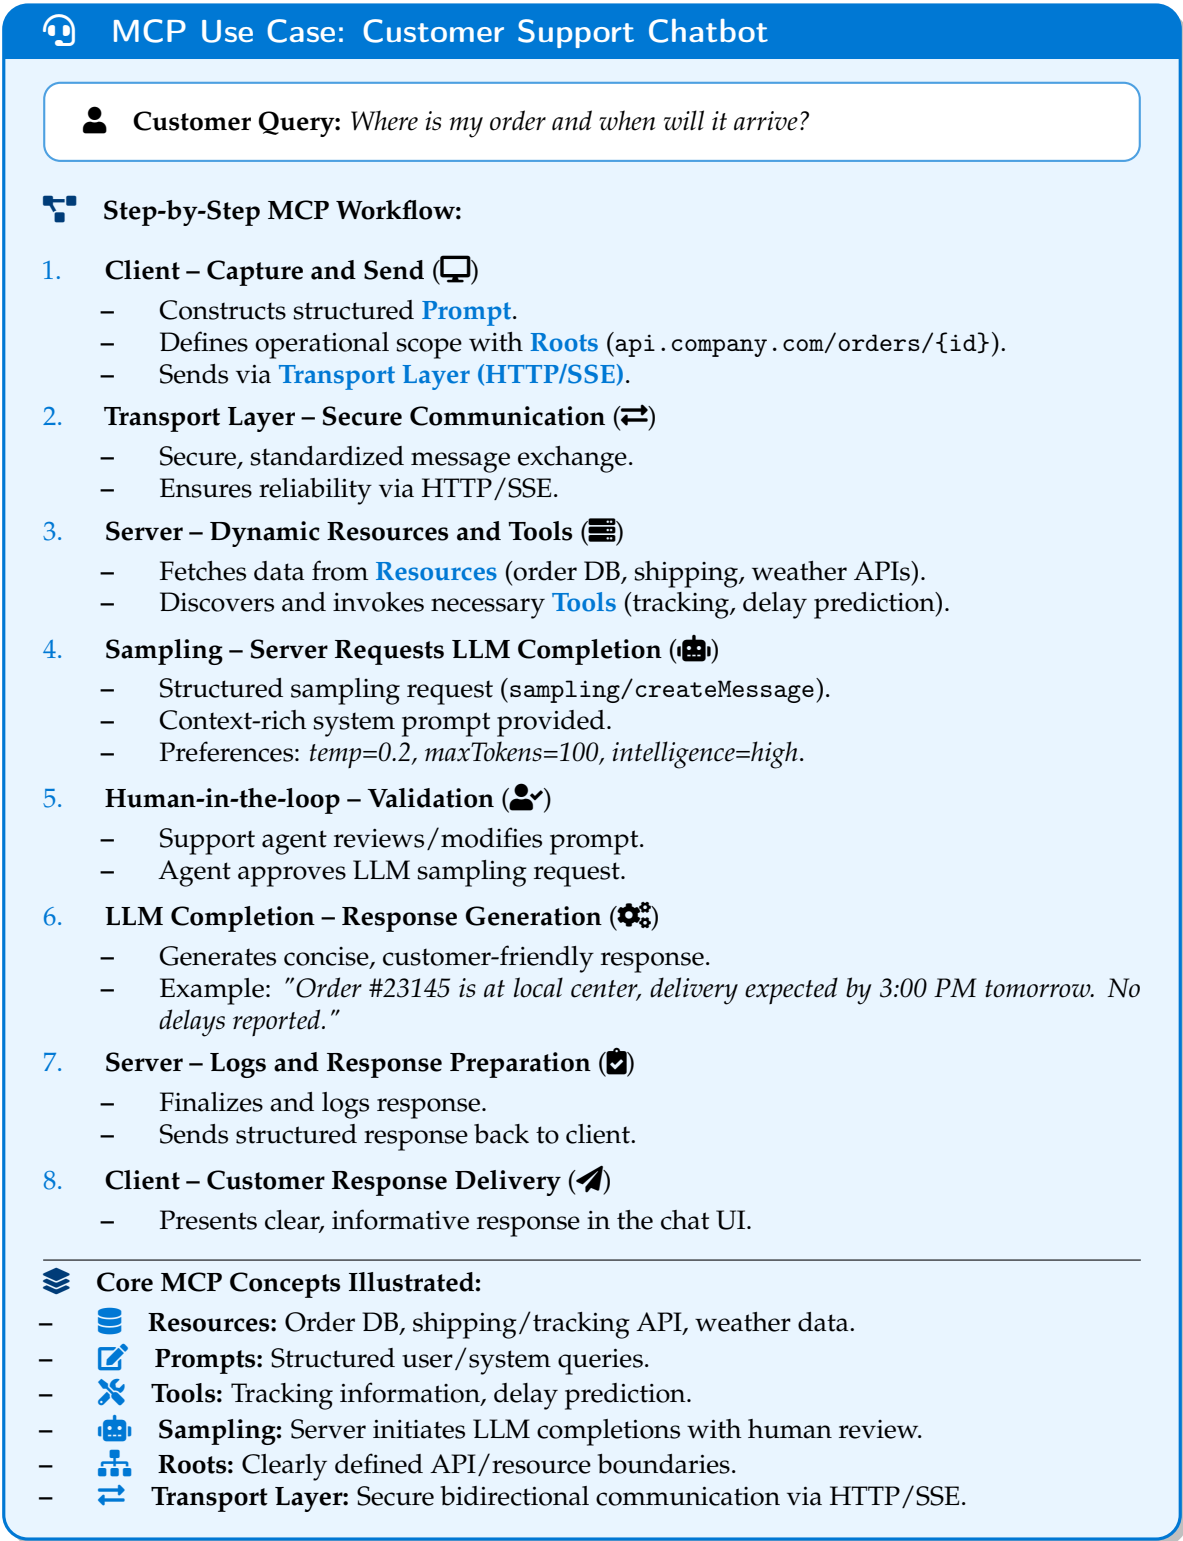 MCP Use Case: Customer Support Chatbot
Customer Query: Where is my order and when will it arrive?
Step-by-Step MCP Workflow:
1. Client – Capture and Send ()
– Constructs structured Prompt.
– Defines operational scope with Roots (api.company.com/orders/{id}).
– Sends via Transport Layer (HTTP/SSE).
2. Transport Layer – Secure Communication ()
– Secure, standardized message exchange.
– Ensures reliability via HTTP/SSE.
3. Server – Dynamic Resources and Tools ()
– Fetches data from Resources (order DB, shipping, weather APIs).
– Discovers and invokes necessary Tools (tracking, delay prediction).
4. Sampling – Server Requests LLM Completion ()
– Structured sampling request (sampling/createMessage).
– Context-rich system prompt provided.
– Preferences: temp=0.2, maxTokens=100, intelligence=high.
5. Human-in-the-loop – Validation ()
– Support agent reviews/modifies prompt.
– Agent approves LLM sampling request.
6. LLM Completion – Response Generation ()
– Generates concise, customer-friendly response.
– Example: "Order #23145 is at local center, delivery expected by 3:00 PM tomorrow. No
delays reported."
7. Server – Logs and Response Preparation ()
– Finalizes and logs response.
– Sends structured response back to client.
8. Client – Customer Response Delivery ()
– Presents clear, informative response in the chat UI.
Core MCP Concepts Illustrated:
– Resources: Order DB, shipping/tracking API, weather data.
– Prompts: Structured user/system queries.
– Tools: Tracking information, delay prediction.
– Sampling: Server initiates LLM completions with human review.
– Roots: Clearly defined API/resource boundaries.
– Transport Layer: Secure bidirectional communication via HTTP/SSE.